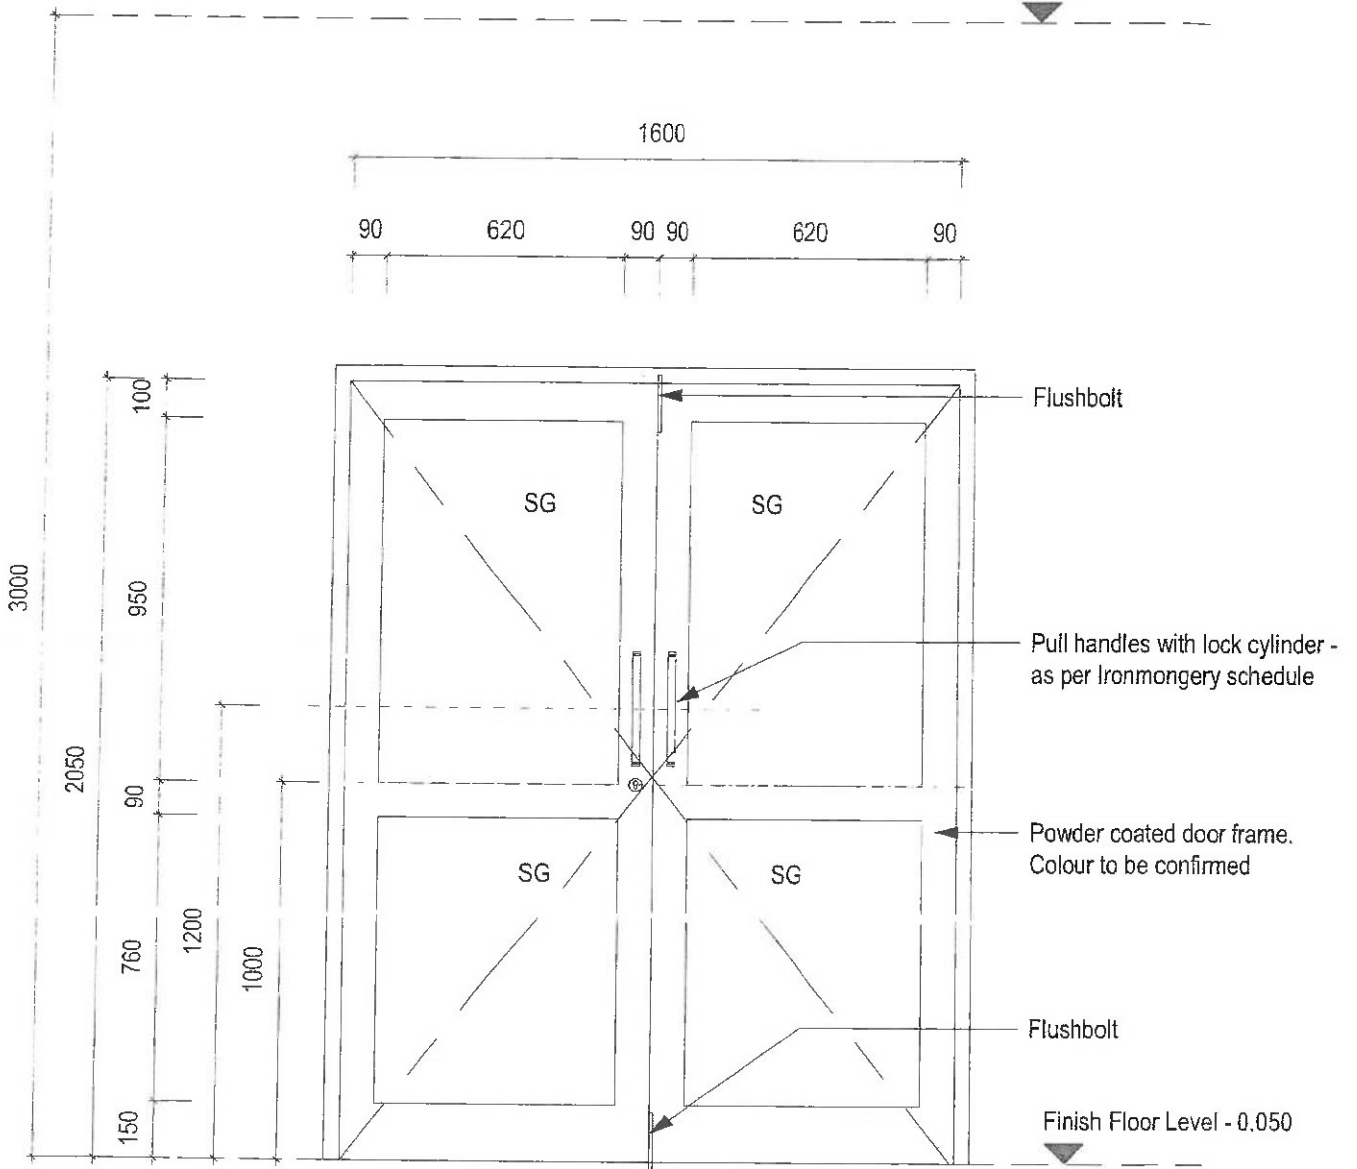 1600
90 620 90 90 620 90
100
Flushbolt
SG SG
3000
950
Pull handles with lock cylinder -
as per Ironmongery schedule
2050
90
Powder coated door frame.
Colour to be confirmed
SG SG
1200
760
1000
Flushbolt
150
Finish Floor Level - 0.050